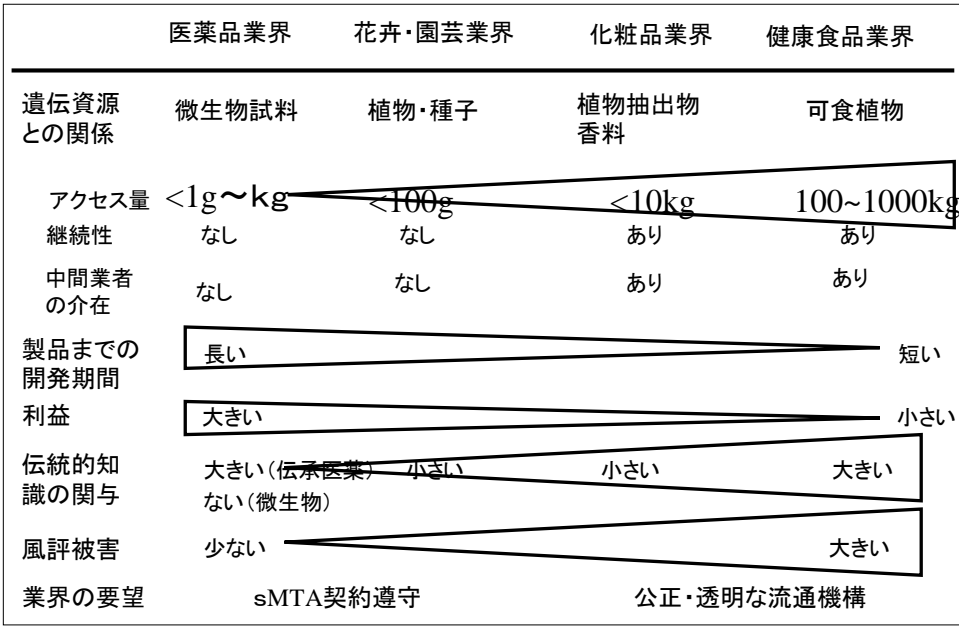 医薬品業界 花卉・園芸業界 化粧品業界 健康食品業界
遺伝資源
との関係
微生物試料 植物・種子 植物抽出物
香料
可食植物
アクセス量 <1g〜kg <100g <10kg 100~1000kg
継続性 なし なし あり あり
中間業者
の介在
なし なし あり あり
製品までの
開発期間
長い 短い
利益 大きい 小さい
伝統的知
識の関与
大きい(伝承医薬) 小さい 小さい 大きい
ない(微生物)
風評被害 少ない 大きい
業界の要望 sMTA契約遵守 公正・透明な流通機構